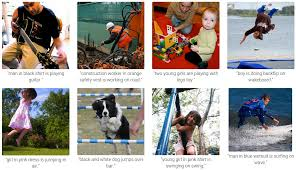 "man in black shirt is playing
guitar."
"construction worker in orange
safety vest is working on road."
"two young girls are playing with
lego toy."
"boy is doing backflip on
wakeboard."
"girl in pink dress is jumping in
air."
"black and white dog jumps over
bar."
"young girl in pink shirt is
swinging on swing."
"man in blue wetsuit is surfing on
wave."